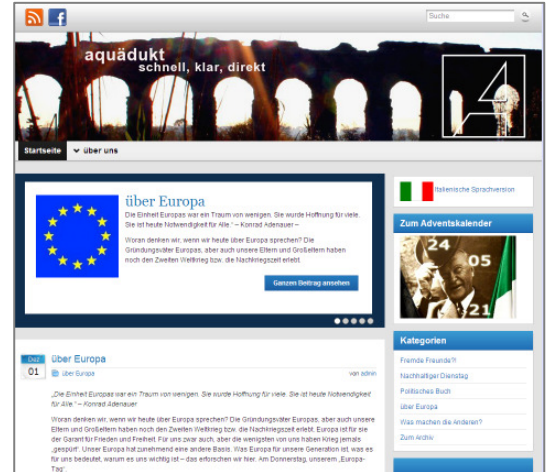 Suche
aquädukt
schnell, klar, direkt
Startseite
über uns
über Europa
Die Einheit Europas war ein Traum von wenigen. Sie wurde Hoffnung für viele.
Sie ist heute Notwendigkeit für Alle.“ – Konrad Adenauer –
Woran denken wir, wenn wir heute über Europa sprechen? Die
Gründungsväter Europas, aber auch unsere Eltern und Großeltern haben
noch den Zweiten Weltkrieg bzw. die Nachkriegszeit erlebt.
Ganzen Beitrag ansehen
Italienische Sprachversion
Zum Adventskalender
24
05
21
Kategorien
Fremde Freunde?!
Nachhaltiger Dienstag
Politisches Buch
über Europa
Was machen die Anderen?
Zum Archiv
Dez
01
über Europa
über Europa
von admin
„Die Einheit Europas war ein Traum von wenigen. Sie wurde Hoffnung für viele. Sie ist heute Notwendigkeit
für Alle.“ – Konrad Adenauer
Woran denken wir, wenn wir heute über Europa sprechen? Die Gründungsväter Europas, aber auch unsere
Eltern und Großeltern haben noch den Zweiten Weltkrieg bzw. die Nachkriegszeit erlebt. Europa ist für sie
der Garant für Frieden und Freiheit. Für uns zwar auch, aber die wenigsten von uns haben Krieg jemals
„gespürt“. Unser Europa hat zunehmend eine andere Basis. Was Europa für unsere Generation ist, was es
für uns bedeutet, warum es uns wichtig ist – das erforschen wir hier. Am Donnerstag, unserem „Europa-
Tag“.